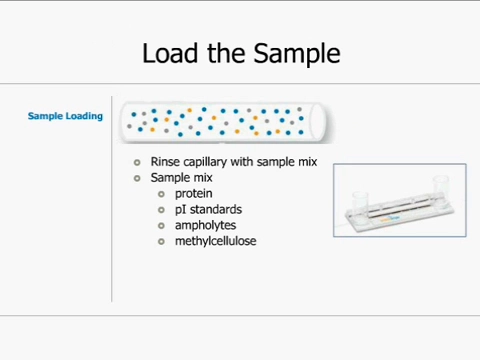 Load the Sample
Sample Loading
Rinse capillary with sample mix
Sample mix
protein
pI standards
ampholytes
methylcellulose